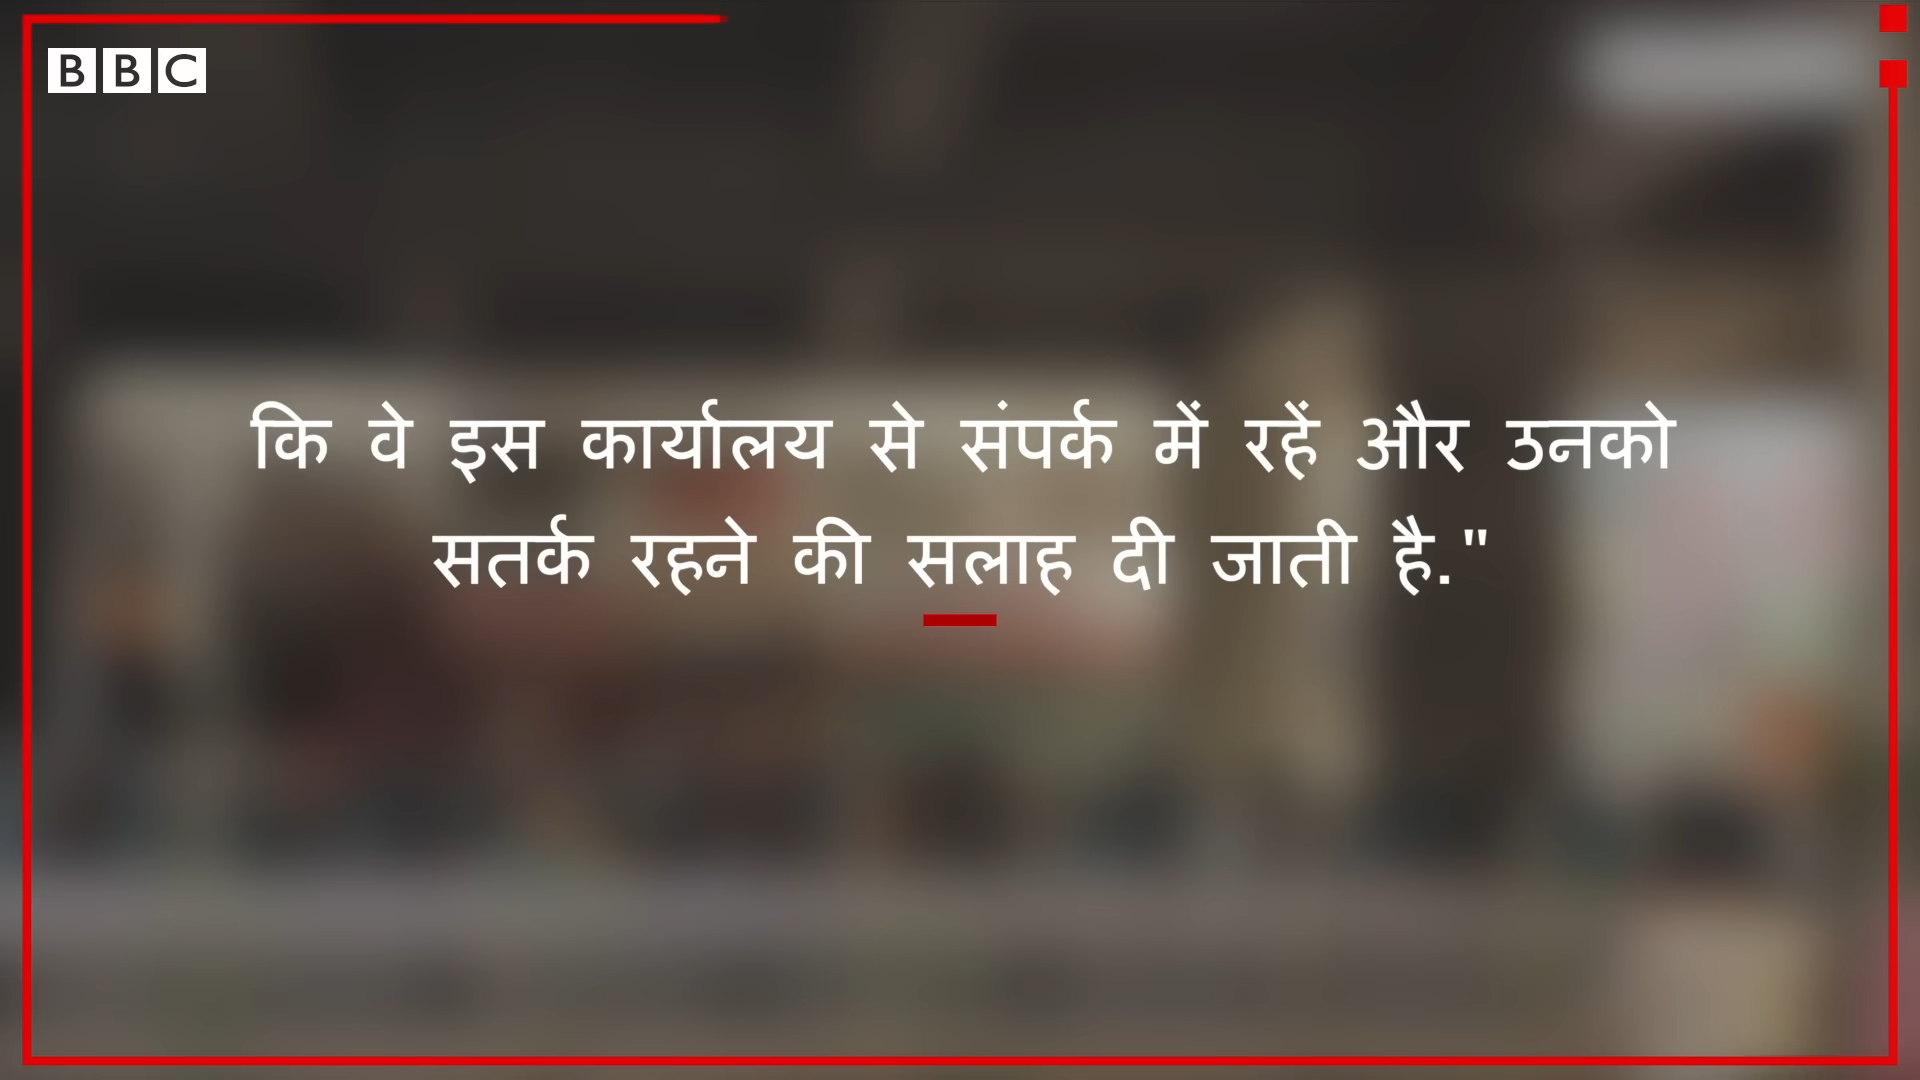 BBC
कि वे इस कार्यालय से संपर्क में रहें और उनको
सतर्क रहने की सलाह दी जाती है."